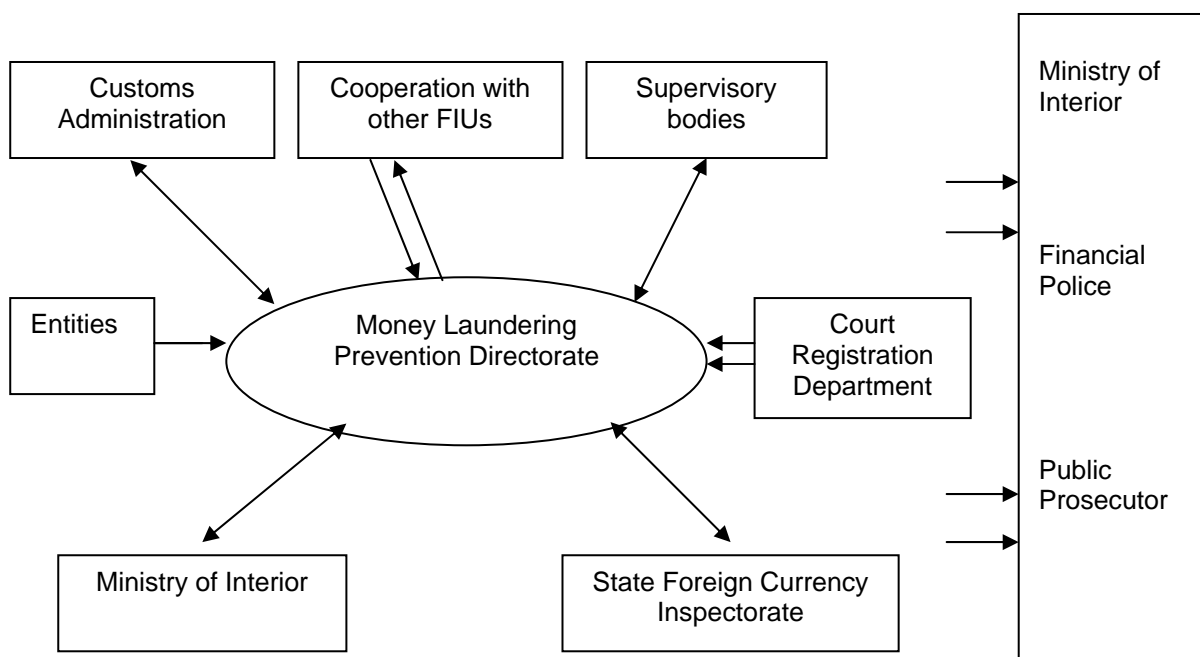 Customs
Administration
Cooperation with
other FIUs
Supervisory
bodies
Ministry of
Interior
Financial
Police
Public
Prosecutor
Entities
Money Laundering
Prevention Directorate
Court
Registration
Department
Ministry of Interior
State Foreign Currency
Inspectorate